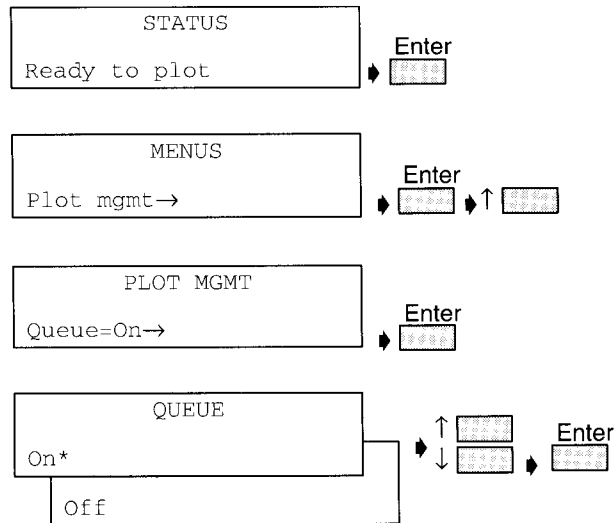 STATUS
Enter
Ready to plot
MENUS
Enter
Plot mgmt→
↑
PLOT MGMT
Enter
Queue=On→
QUEUE
↑
Enter
On*
↓
Off